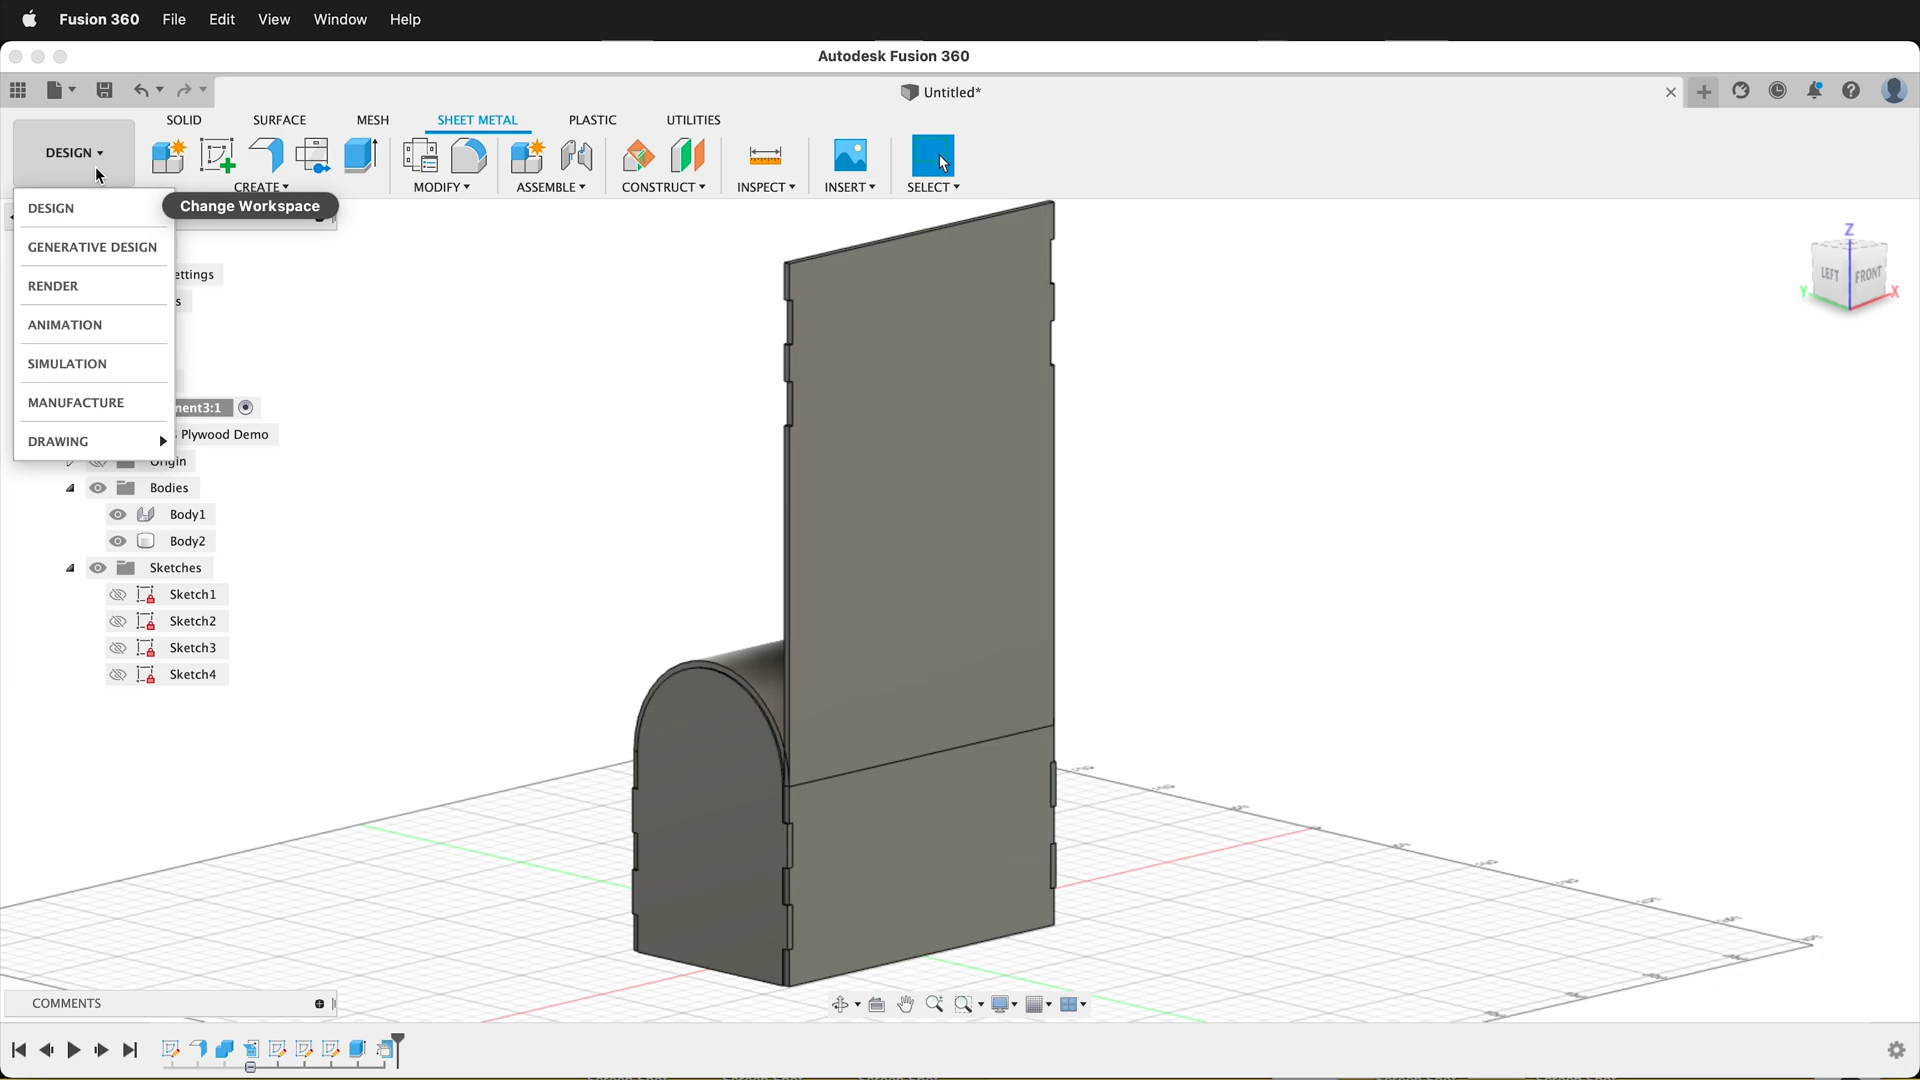 Fusion 360 File Edit View Window Help
Autodesk Fusion 360
Untitled*
SOLID SURFACE MESH SHEET METAL PLASTIC UTILITIES
DESIGN
CREATE MODIFY ASSEMBLE CONSTRUCT INSPECT INSERT SELECT
Change Workspace
DESIGN
GENERATIVE DESIGN
RENDER
ANIMATION
SIMULATION
MANUFACTURE
DRAWING
ettings
s
nent3:1
Plywood Demo
Origin
Bodies
Body1
Body2
Sketches
Sketch1
Sketch2
Sketch3
Sketch4
Z
LEFT FRONT
Y X
COMMENTS